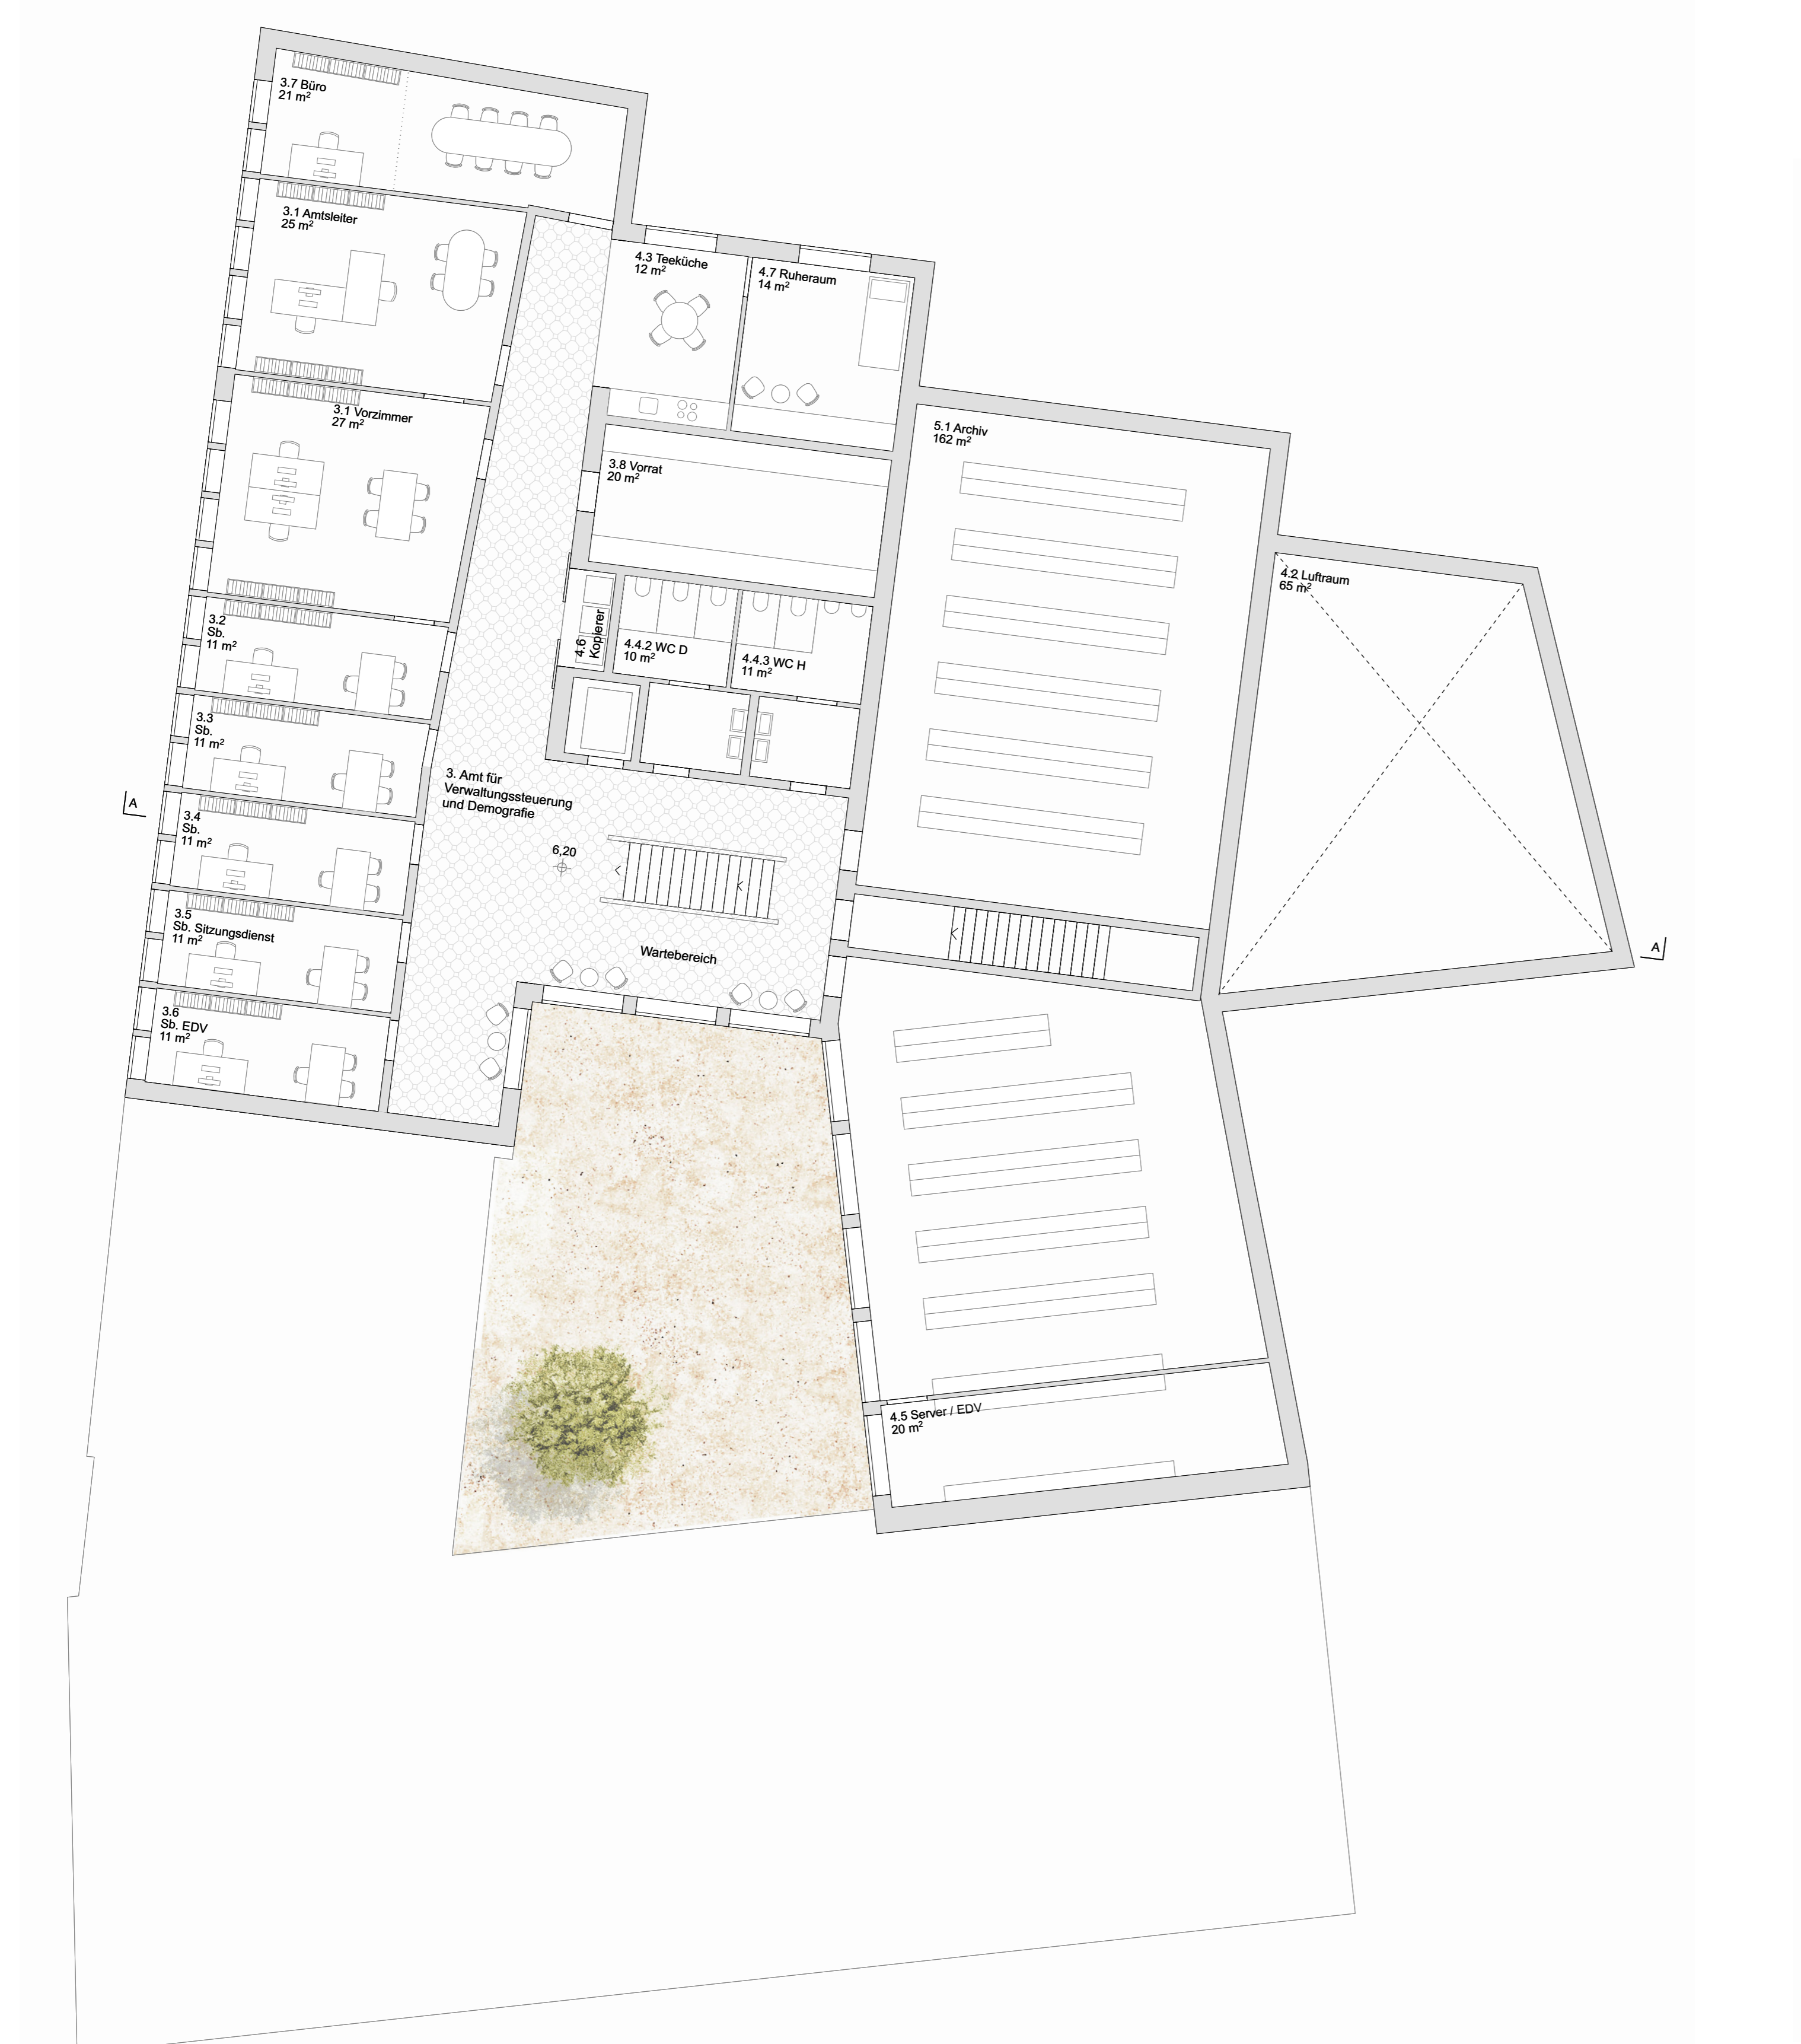 3.7 Büro
21 m²
3.1 Amtsleiter
25 m²
4.3 Teeküche
12 m²
4.7 Ruheraum
14 m²
3.1 Vorzimmer
27 m²
5.1 Archiv
162 m²
3.8 Vorrat
20 m²
4.2 Luftraum
65 m²
3.2
Sb.
11 m²
4.6
Kopierer
4.4.2 WC D
10 m²
4.4.3 WC H
11 m²
3.3
Sb.
11 m²
3. Amt für
Verwaltungssteuerung
und Demografie
A
3.4
Sb.
11 m²
6,20
3.5
Sb. Sitzungsdienst
11 m²
Wartebereich
A
3.6
Sb. EDV
11 m²
4.5 Server / EDV
20 m²